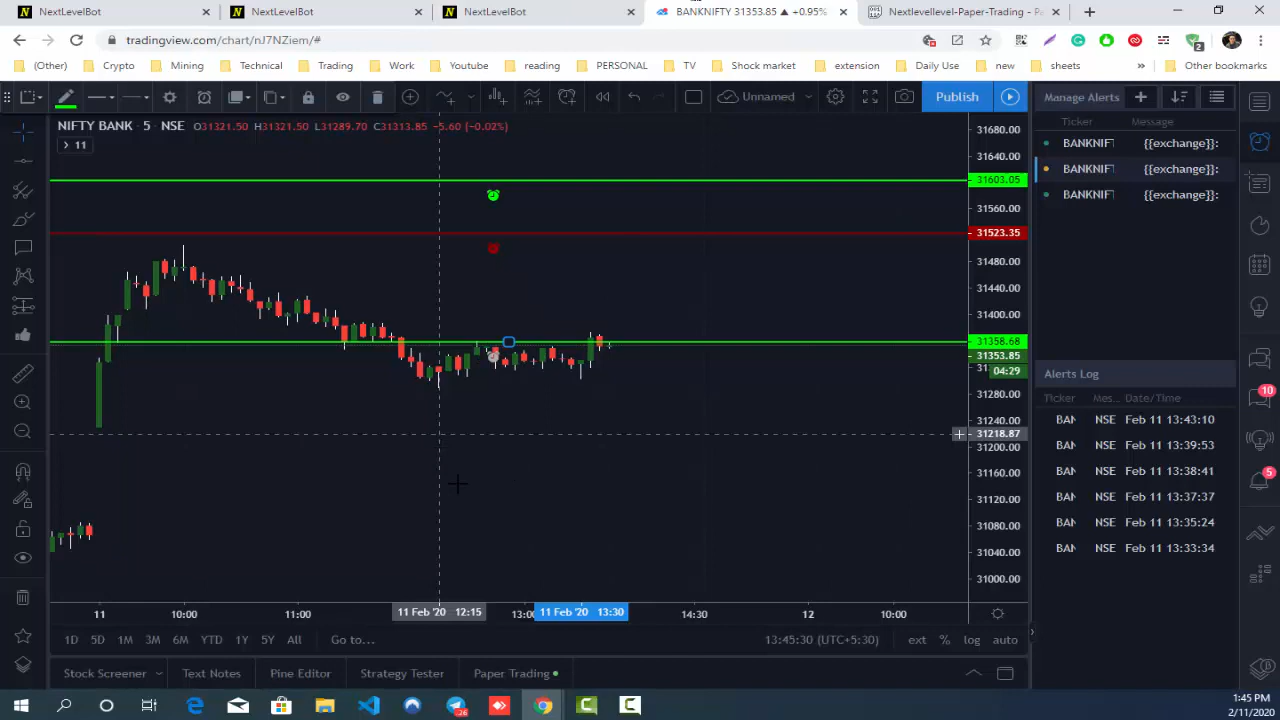 NextLevelBot
NextLevelBot
NextLevelBot
BANKNIFTY 31353.85 ▲ +0.95%
Nextlevellevel-Paper-Trading -
tradingview.com/chart/nJ7NZiem/#
2
(Other)
Crypto
Mining
Technical
Trading
Work
Youtube
reading
PERSONAL
TV
Shock market
extension
Daily Use
new
sheets
»
Other bookmarks
Unnamed
Publish
Manage Alerts
NIFTY BANK · 5 · NSE O31321.50 H31321.50 L31289.70 C31313.85 -5.60 (-0.02%)
11
Ticker Message
BANKNIFT {{exchange}}:
BANKNIFT {{exchange}}:
BANKNIFT {{exchange}}:
31680.00
31640.00
31603.05
31560.00
31523.35
31480.00
31440.00
31400.00
31358.68
31353.85
04:29
31280.00
31240.00
31218.87
31200.00
31160.00
31120.00
31080.00
31040.00
31000.00
Alerts Log
Ticker Mes... Date/Time
BAN NSE Feb 11 13:43:10
BAN NSE Feb 11 13:39:53
BAN NSE Feb 11 13:38:41
BAN NSE Feb 11 13:37:37
BAN NSE Feb 11 13:35:24
BAN NSE Feb 11 13:33:34
10
5
11 10:00 11:00 11 Feb '20 12:15 13:00 11 Feb '20 13:30 14:30 12 10:00
1D 5D 1M 3M 6M YTD 1Y 5Y All Go to... 13:45:30 (UTC+5:30) ext % log auto
Stock Screener Text Notes Pine Editor Strategy Tester Paper Trading
26
1:45 PM
2/11/2020